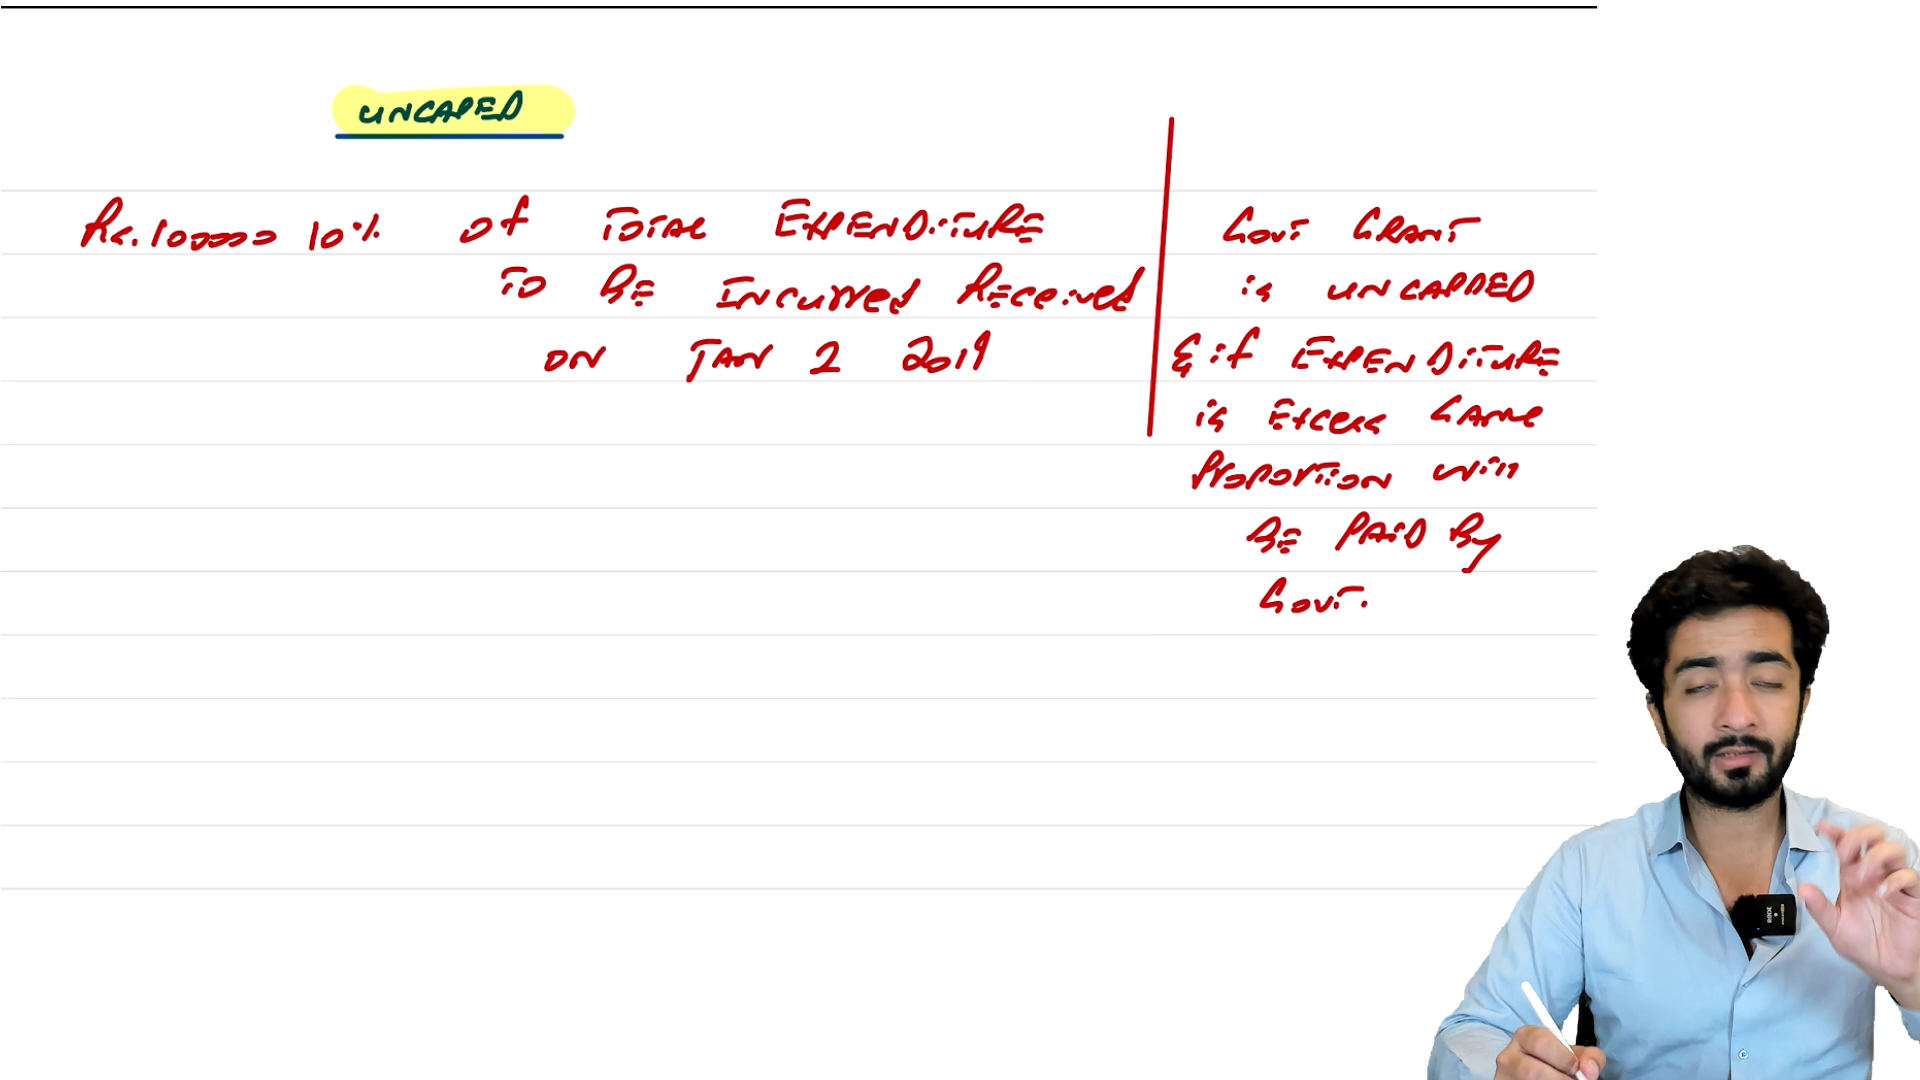 UNCAPED
Rs. 100000 10% Of TOTAL EXPENDITURE
TO BE INCURRED RECEIVED
ON JAN 2 2019
GOVT GRANT
is UNCAPPED
& if EXPENDITURE
is EXCESS SAME
PROPORTION will
BE PAID By
GOVT.
RODE